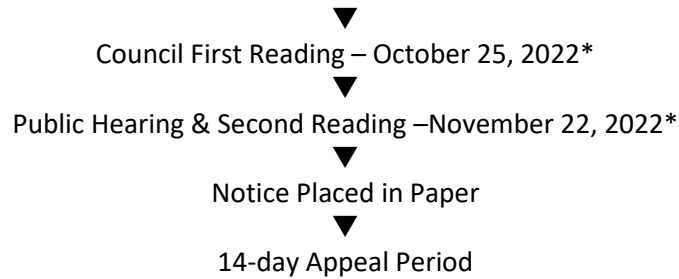 Council First Reading – October 25, 2022*
Public Hearing & Second Reading –November 22, 2022*
Notice Placed in Paper
14-day Appeal Period